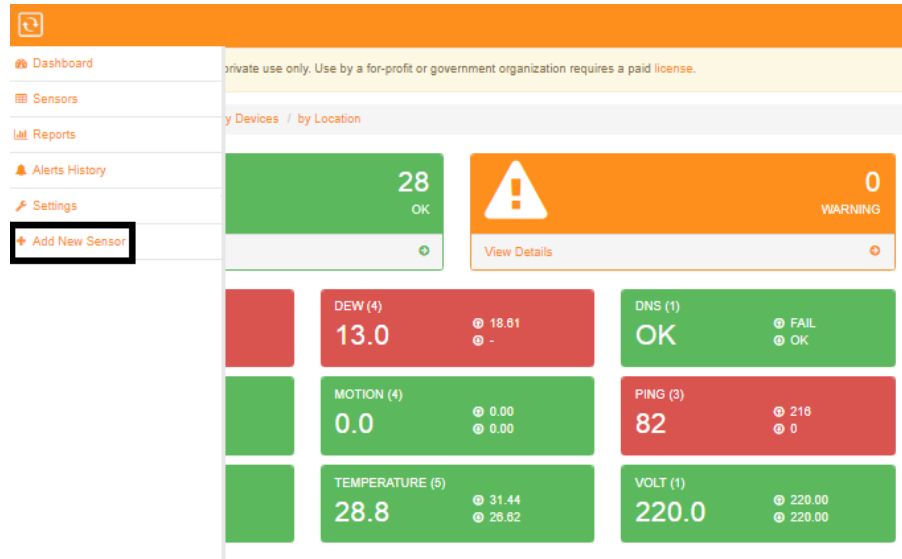 Dashboard
private use only. Use by a for-profit or government organization requires a paid license.
Sensors
y Devices / by Location
Reports
Alerts History
28
OK
0
WARNING
Settings
Add New Sensor
View Details
DEW (4)
13.0
18.61
-
DNS (1)
OK
FAIL
OK
MOTION (4)
0.0
0.00
0.00
PING (3)
82
216
0
TEMPERATURE (5)
28.8
31.44
26.62
VOLT (1)
220.0
220.00
220.00